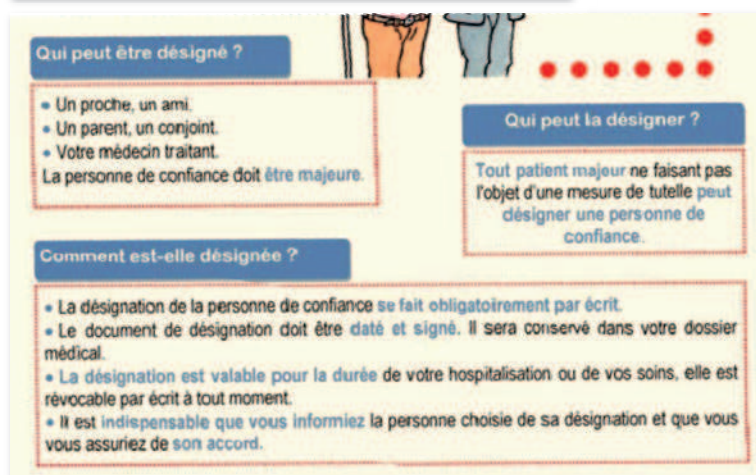 Qui peut être désigné ?
• Un proche, un ami.
• Un parent, un conjoint.
• Votre médecin traitant.
La personne de confiance doit être majeure.
Qui peut la désigner ?
Tout patient majeur ne faisant pas
l'objet d'une mesure de tutelle peut
désigner une personne de
confiance.
Comment est-elle désignée ?
• La désignation de la personne de confiance se fait obligatoirement par écrit.
• Le document de désignation doit être daté et signé. Il sera conservé dans votre dossier
médical.
• La désignation est valable pour la durée de votre hospitalisation ou de vos soins, elle est
révocable par écrit à tout moment.
• Il est indispensable que vous informiez la personne choisie de sa désignation et que vous
vous assuriez de son accord.